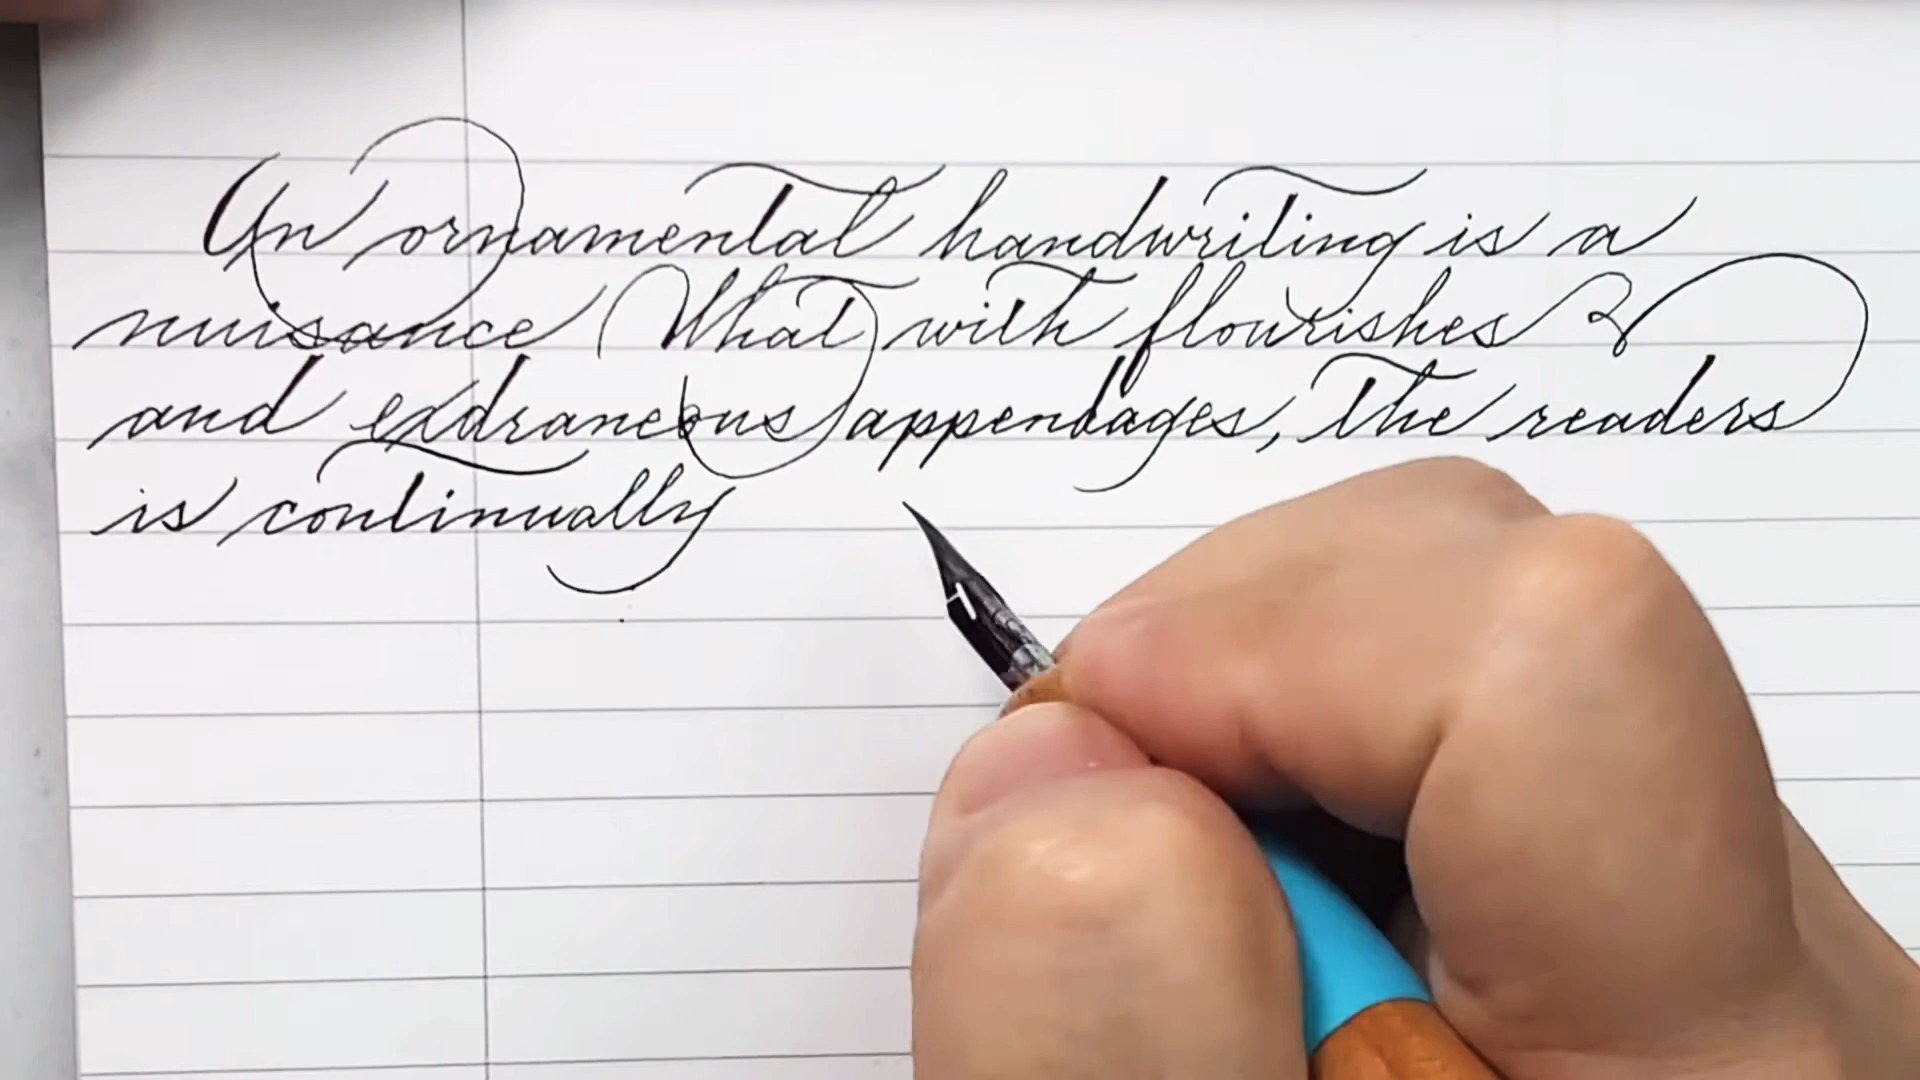 An ornamental handwriting is a
nuisance What with flourishes
and extraneous appendages, the readers
is continually